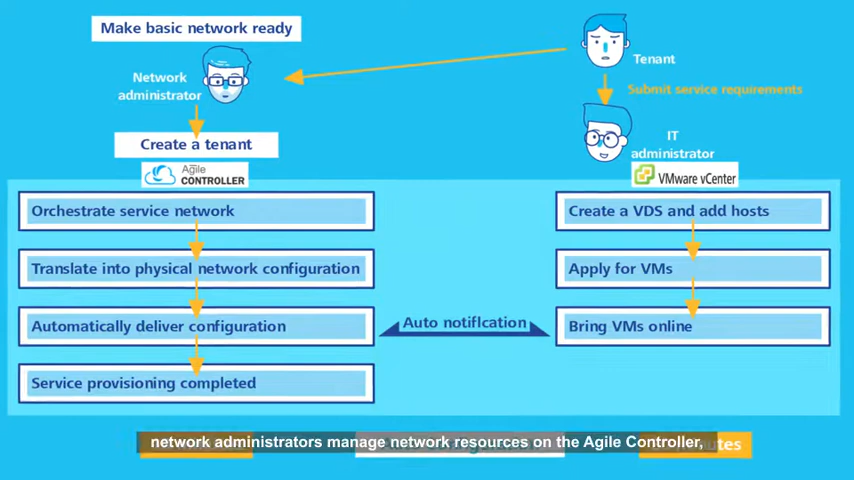 Make basic network ready
Network
administrator
Tenant
Submit service requirements
IT
administrator
Create a tenant
Agile
CONTROLLER
VMware vCenter
Orchestrate service network
Translate into physical network configuration
Automatically deliver configuration
Service provisioning completed
Auto notification
Create a VDS and add hosts
Apply for VMs
Bring VMs online
network administrators manage network resources on the Agile Controller,